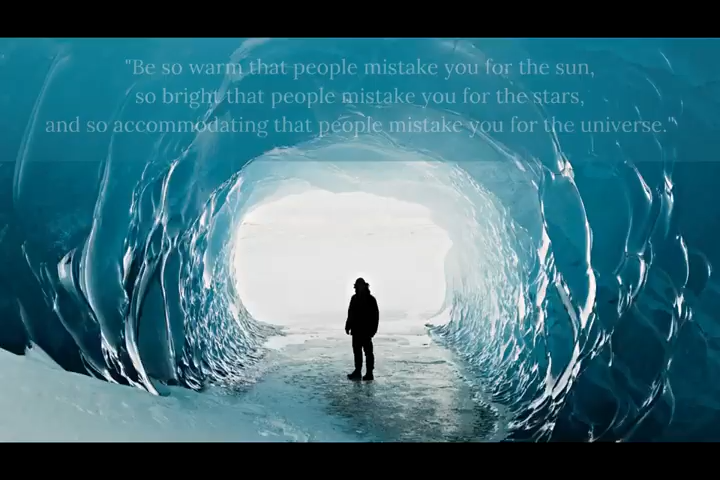 "Be so warm that people mistake you for the sun,
so bright that people mistake you for the stars,
and so accommodating that people mistake you for the universe."